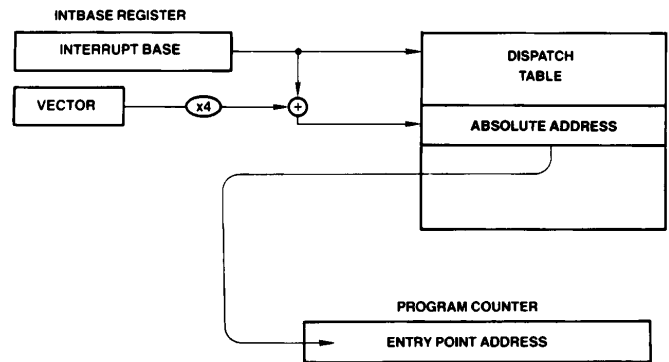 INTBASE REGISTER
INTERRUPT BASE
DISPATCH
TABLE
VECTOR
x4
+
ABSOLUTE ADDRESS
PROGRAM COUNTER
ENTRY POINT ADDRESS